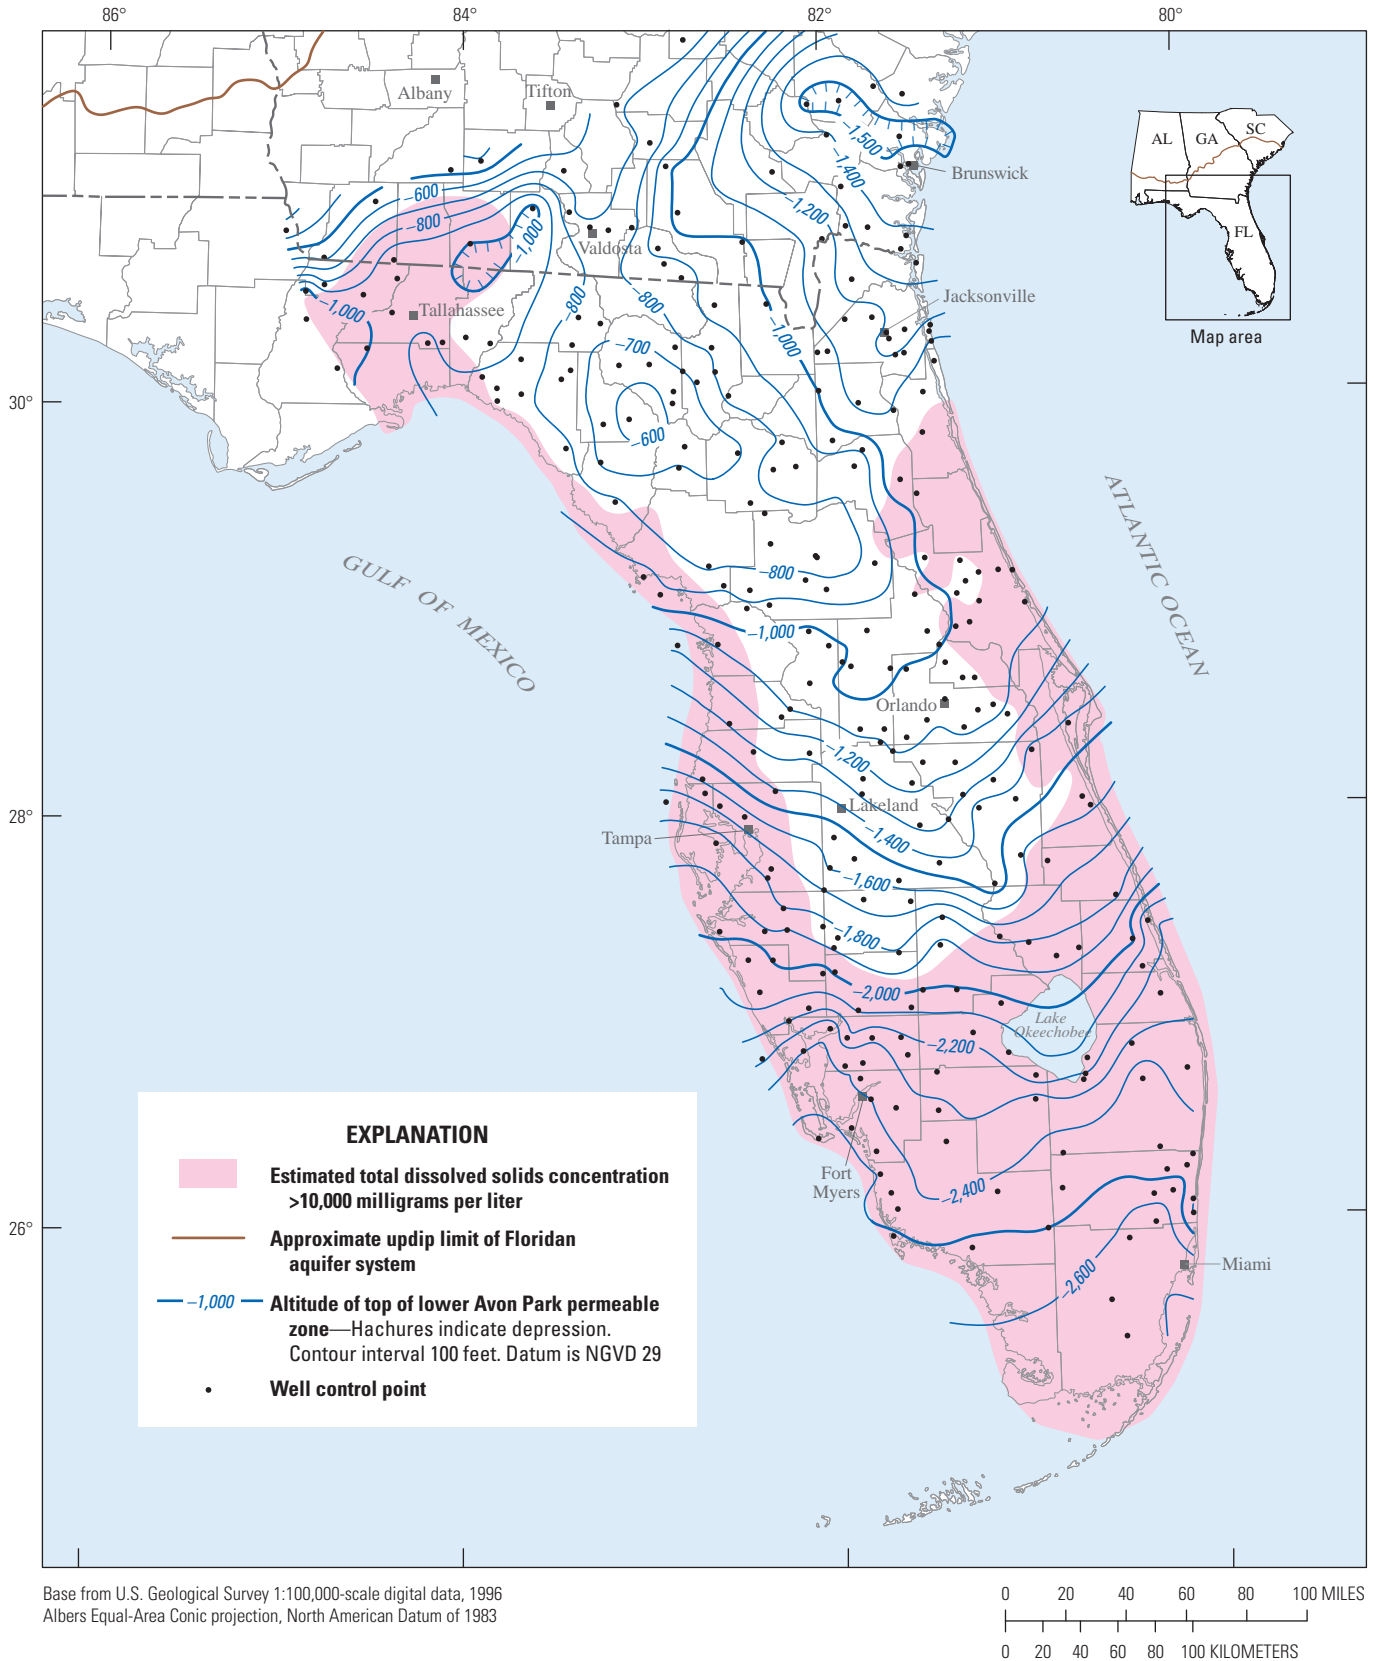 86°
84°
82°
80°
Albany
Tifton
–1,500
–1,400
Brunswick
AL
GA
SC
FL
Map area
–600
–800
–1,200
–1,000
Valdosta
–1,000
Tallahassee
–800
–800
Jacksonville
–1,000
–700
30°
–600
ATLANTIC OCEAN
GULF OF MEXICO
–800
–1,000
Orlando
–1,200
Lakeland
28°
Tampa
–1,400
–1,600
–1,800
–2,000
Lake
Okeechobee
–2,200
Fort
Myers
–2,400
26°
Miami
–2,600
EXPLANATION
Estimated total dissolved solids concentration
>10,000 milligrams per liter
Approximate updip limit of Floridan
aquifer system
–1,000
Altitude of top of lower Avon Park permeable
zone—Hachures indicate depression.
Contour interval 100 feet. Datum is NGVD 29
Well control point
Base from U.S. Geological Survey 1:100,000-scale digital data, 1996
Albers Equal-Area Conic projection, North American Datum of 1983
0 20 40 60 80 100 MILES
0 20 40 60 80 100 KILOMETERS